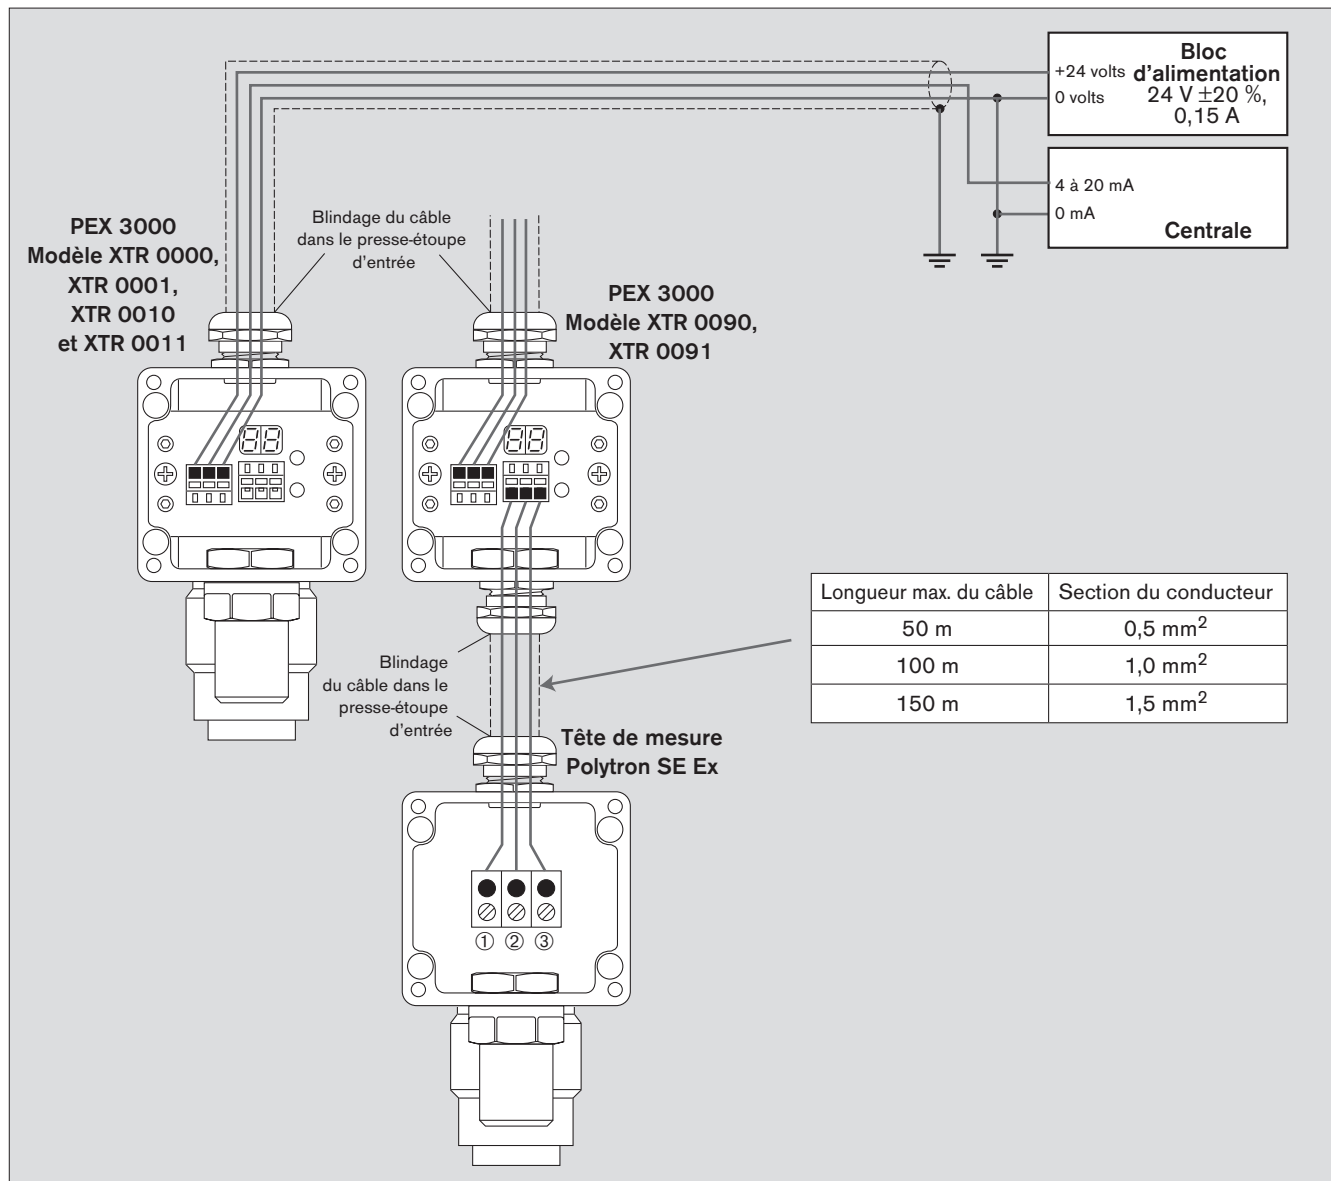 Bloc
d'alimentation
24 V ±20 %,
0,15 A
+24 volts
0 volts
4 à 20 mA
0 mA
Centrale
PEX 3000
Modèle XTR 0000,
XTR 0001,
XTR 0010
et XTR 0011
Blindage du câble
dans le presse-étoupe
d'entrée
PEX 3000
Modèle XTR 0090,
XTR 0091
88
88
Longueur max. du câble Section du conducteur
50 m 0,5 mm²
100 m 1,0 mm²
150 m 1,5 mm²
Blindage
du câble dans le
presse-étoupe
d'entrée
Tête de mesure
Polytron SE Ex
① ② ③